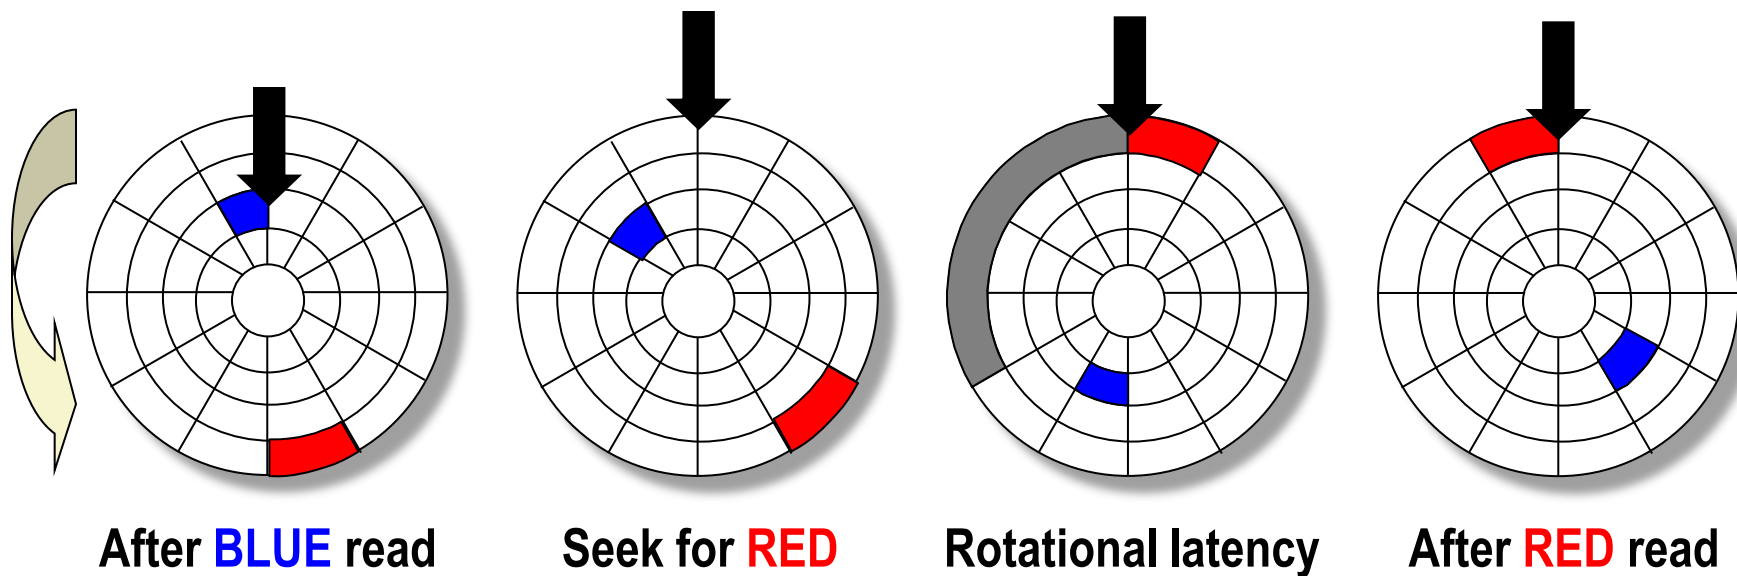 After BLUE read
Seek for RED
Rotational latency
After RED read